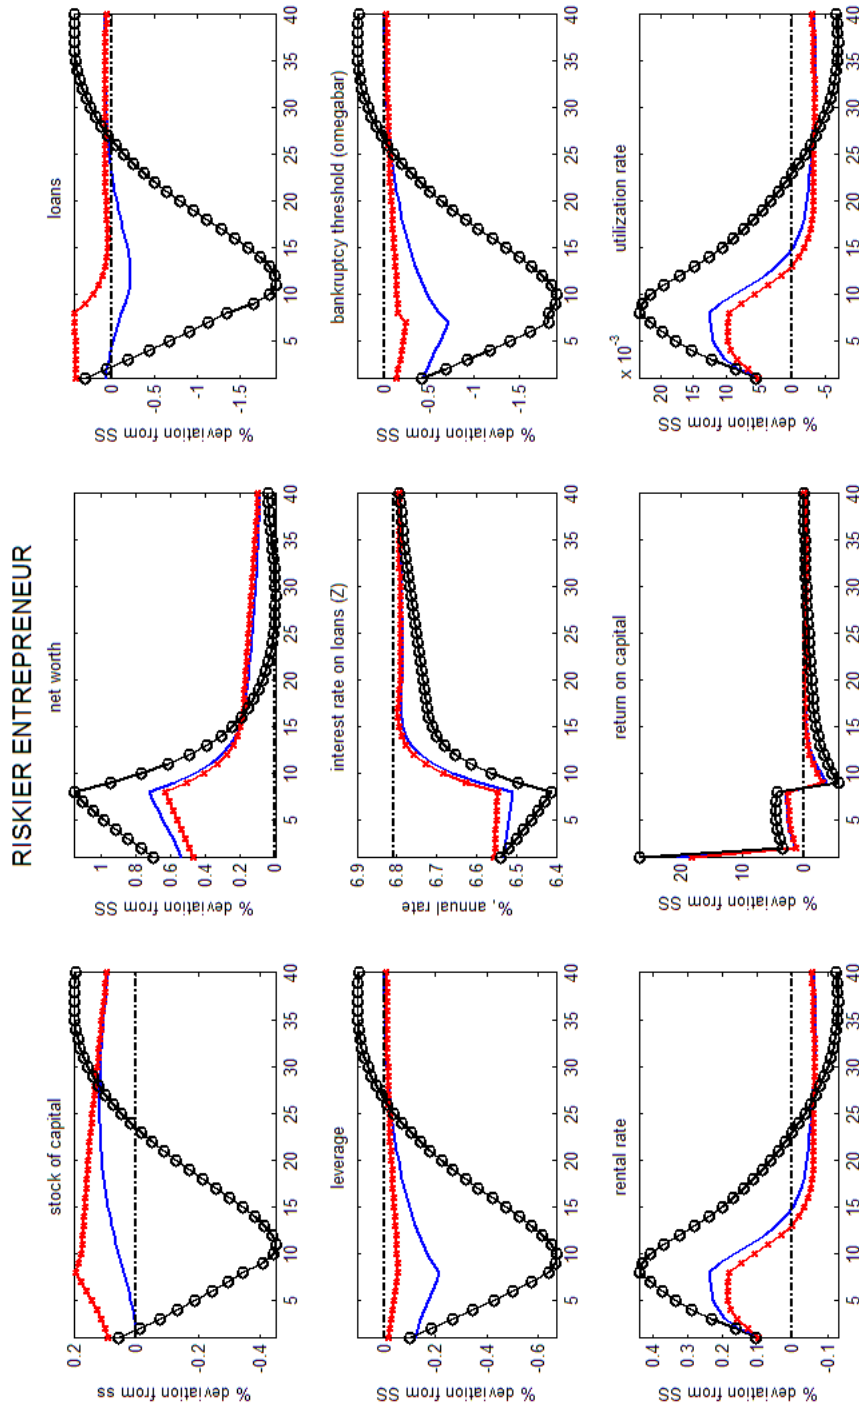 RISKIER ENTREPRENEUR
stock of capital
% deviation from ss
0.2
0
-0.2
-0.4
5 10 15 20 25 30 35 40
net worth
% deviation from SS
1
0.8
0.6
0.4
0.2
0
5 10 15 20 25 30 35 40
loans
% deviation from SS
0
-0.5
-1
-1.5
5 10 15 20 25 30 35 40
leverage
% deviation from SS
0
-0.2
-0.4
-0.6
5 10 15 20 25 30 35 40
interest rate on loans (Z)
%, annual rate
6.9
6.8
6.7
6.6
6.5
6.4
5 10 15 20 25 30 35 40
bankruptcy threshold (omegabar)
% deviation from SS
0
-0.5
-1
-1.5
5 10 15 20 25 30 35 40
rental rate
% deviation from SS
0.4
0.3
0.2
0.1
0
-0.1
5 10 15 20 25 30 35 40
return on capital
% deviation from SS
20
10
0
5 10 15 20 25 30 35 40
utilization rate
x 10^-3
% deviation from SS
20
15
10
5
0
-5
5 10 15 20 25 30 35 40